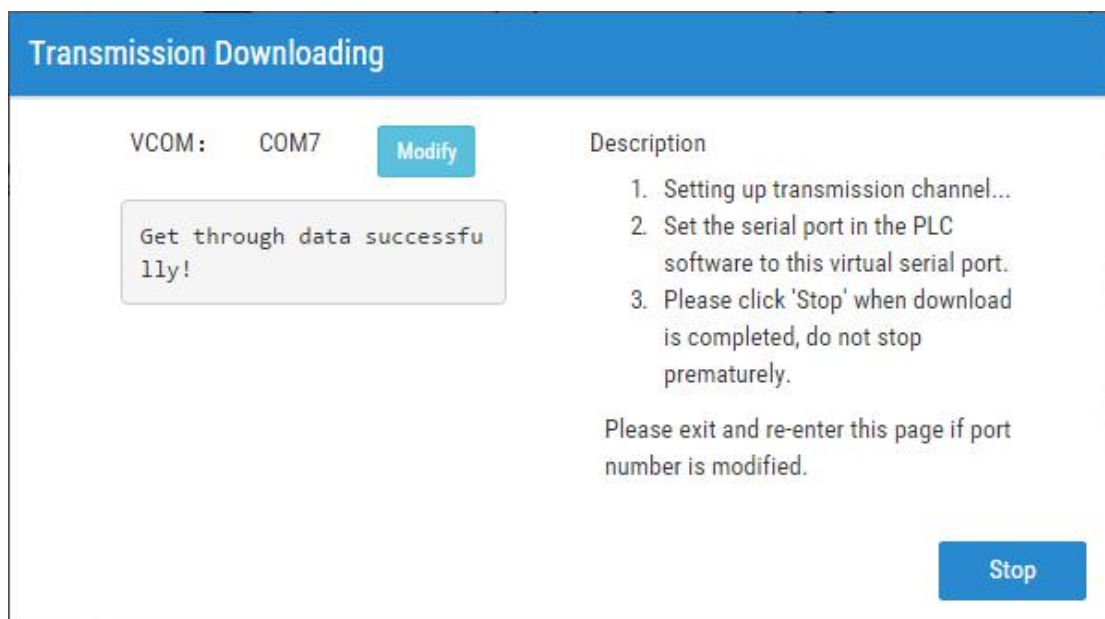 Transmission Downloading
VCOM： COM7 Modify
Get through data successfu
lly!
Description
1. Setting up transmission channel...
2. Set the serial port in the PLC
software to this virtual serial port.
3. Please click 'Stop' when download
is completed, do not stop
prematurely.
Please exit and re-enter this page if port
number is modified.
Stop